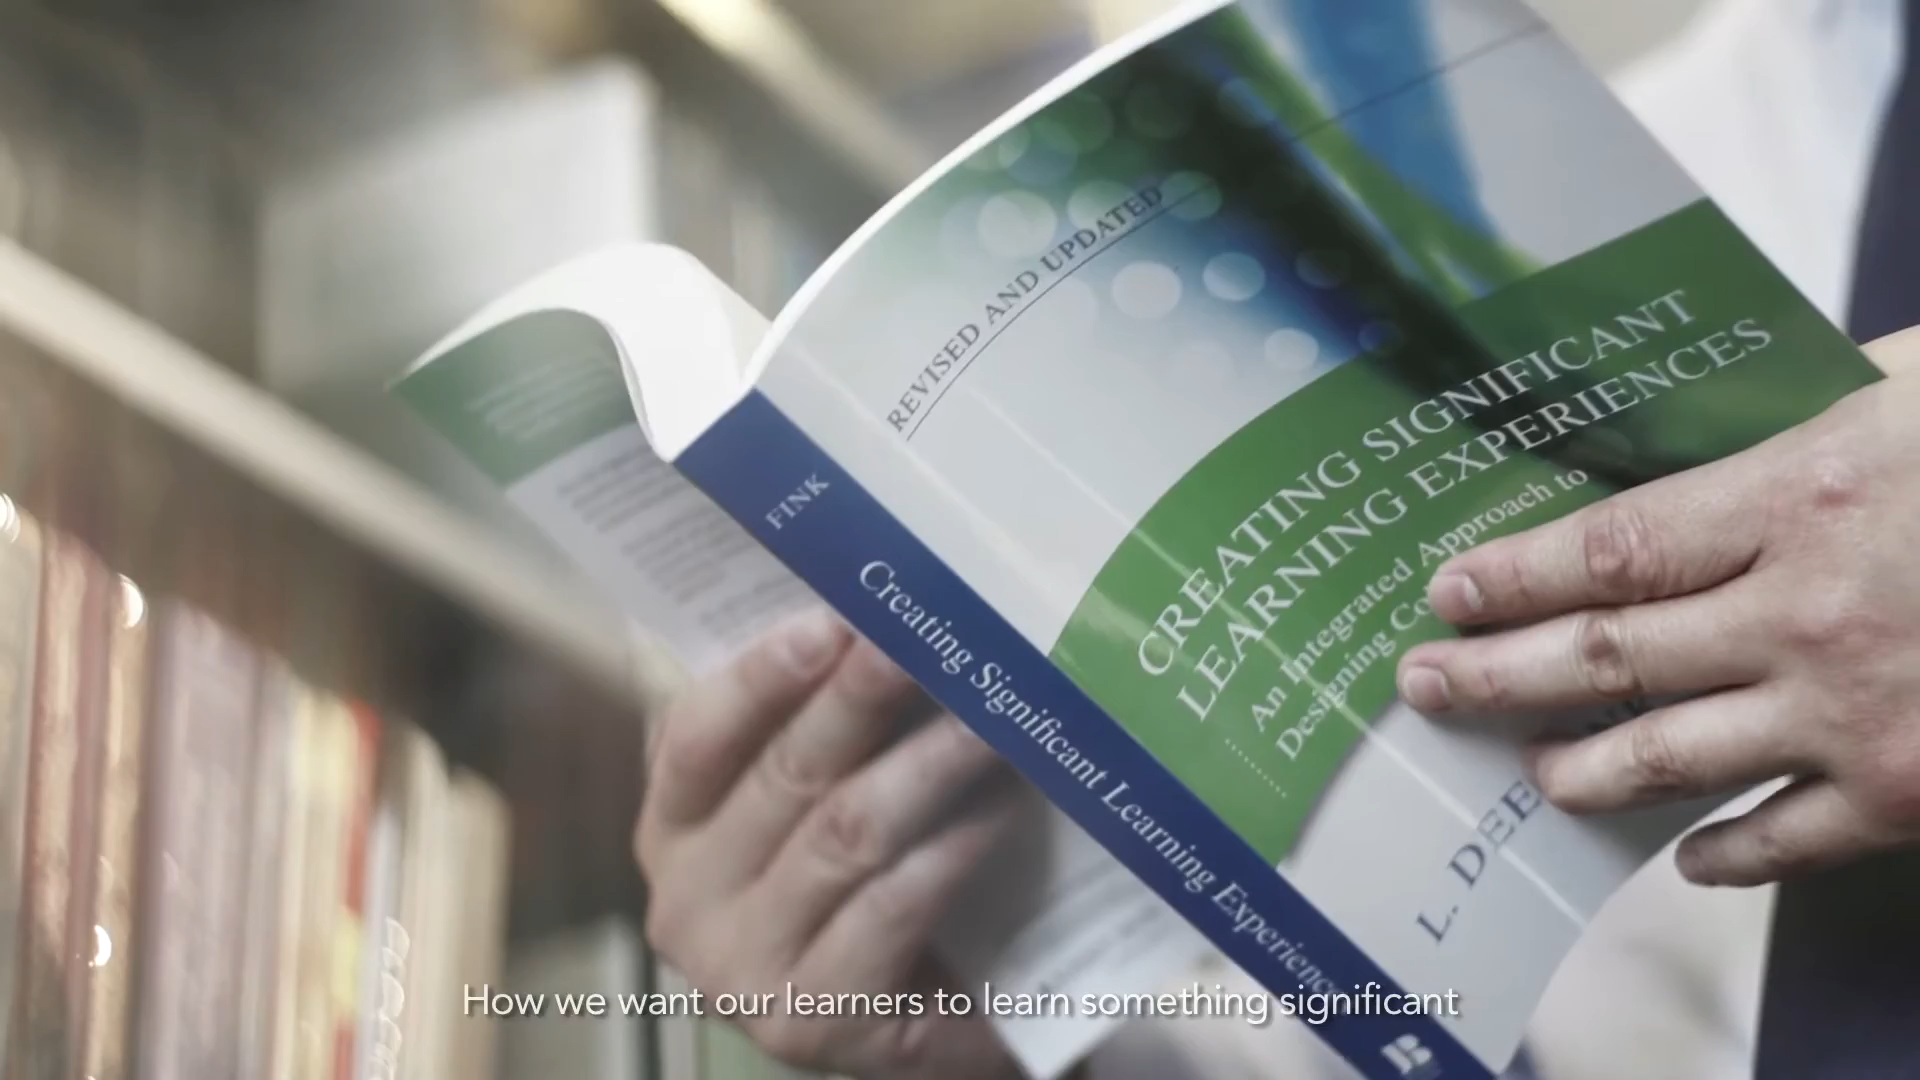 REVISED AND UPDATED
CREATING SIGNIFICANT
LEARNING EXPERIENCES
An Integrated Approach to
Designing
L. DEE
FINK
Creating Significant Learning
How we want our learners to learn something significant